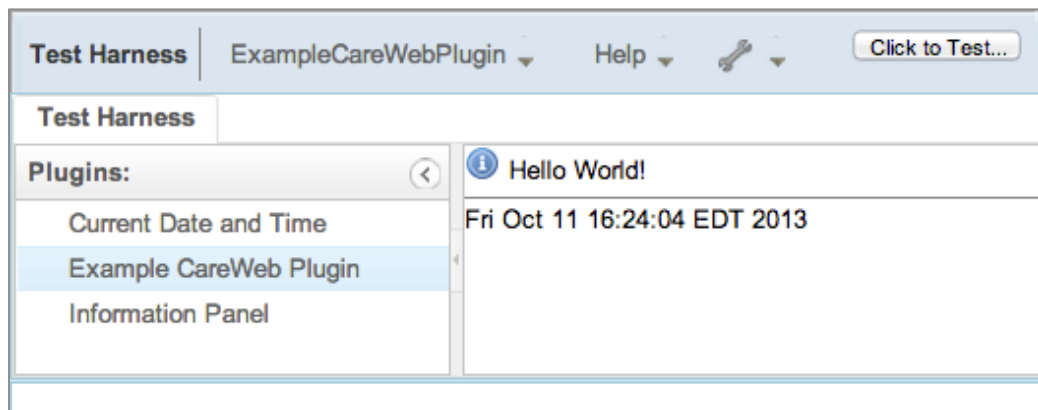 Test Harness ExampleCareWebPlugin Help Click to Test...
Test Harness
Plugins:
Current Date and Time
Example CareWeb Plugin
Information Panel
Hello World!
Fri Oct 11 16:24:04 EDT 2013